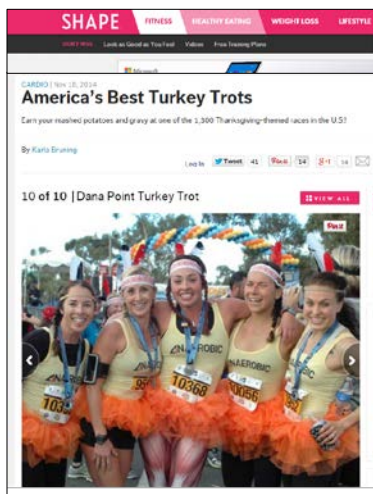 SHAPE
FITNESS
HEALTHY EATING
WEIGHT LOSS
LIFESTYLE
Look as Good as You Feel
Videos
Free Training Plans
Microsoft
CARDIO | Nov 18, 2014
America's Best Turkey Trots
Earn your mashed potatoes and gravy at one of the 1,300 Thanksgiving-themed races in the U.S!
By Karla Bruning
Tweet 41
Pin it 14
14
10 of 10 | Dana Point Turkey Trot
VIEW ALL
Pin it
ANAEROBIC
10368